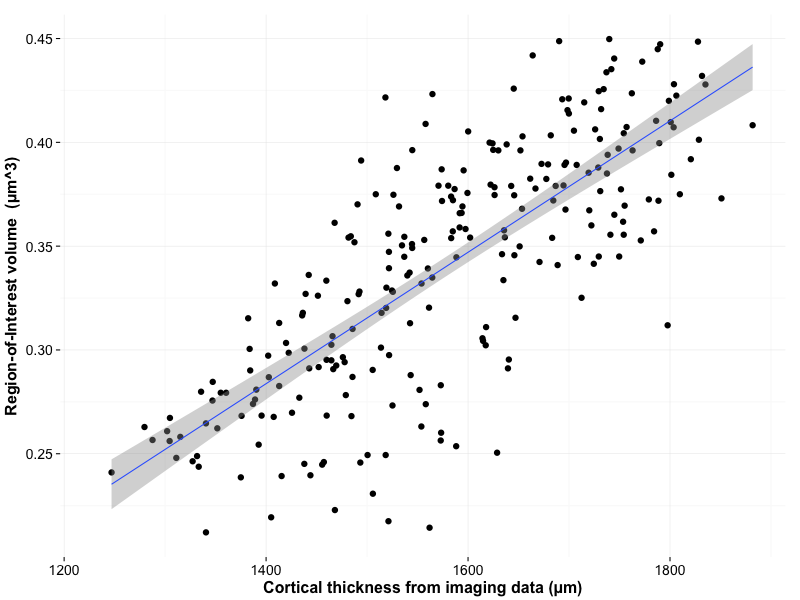 0.45
0.40
0.35
0.30
0.25
Region-of-Interest volume (µm^3)
1200 1400 1600 1800
Cortical thickness from imaging data (µm)